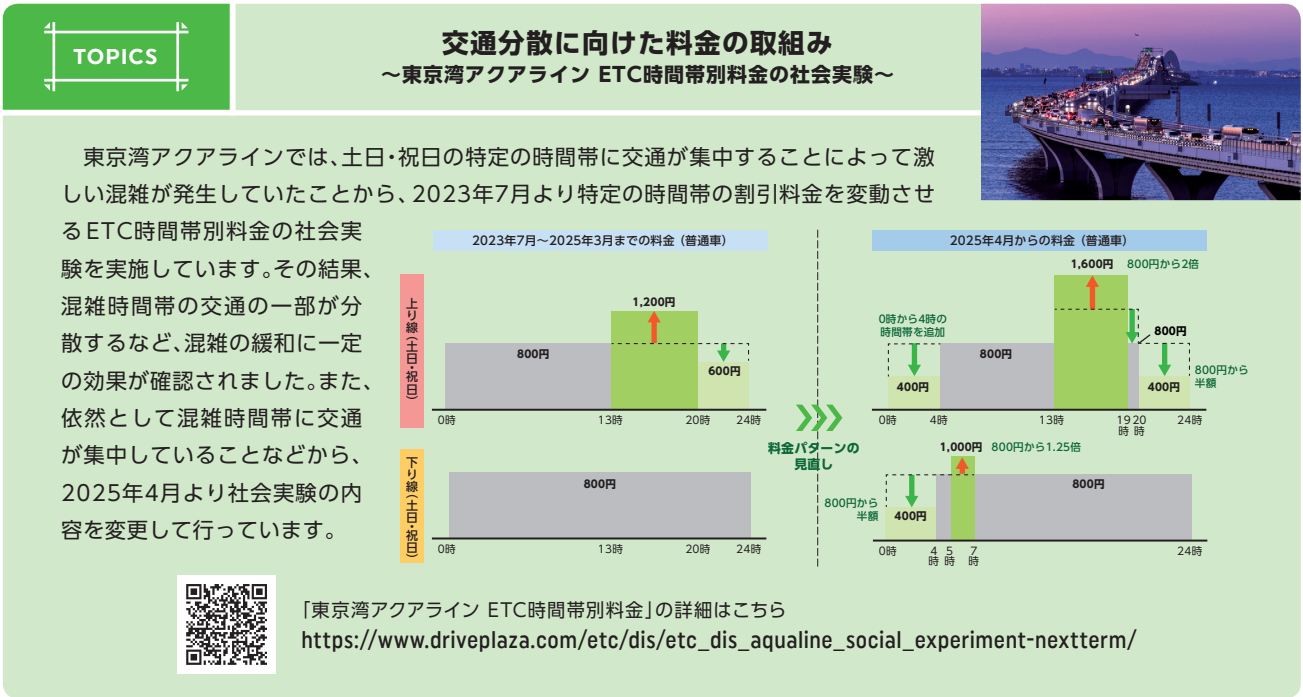 TOPICS
交通分散に向けた料金の取組み
～東京湾アクアライン ETC時間帯別料金の社会実験～
東京湾アクアラインでは、土日・祝日の特定の時間帯に交通が集中することによって激
しい混雑が発生していたことから、2023年7月より特定の時間帯の割引料金を変動させ
るETC時間帯別料金の社会実
験を実施しています。その結果、
混雑時間帯の交通の一部が分
散するなど、混雑の緩和に一定
の効果が確認されました。また、
依然として混雑時間帯に交通
が集中していることなどから、
2025年4月より社会実験の内
容を変更して行っています。
2023年7月～2025年3月までの料金（普通車）
上り線（土日・祝日）
1,200円
800円
600円
0時 13時 20時 24時
下り線（土日・祝日）
800円
0時 13時 20時 24時
料金パターンの
見直し
2025年4月からの料金（普通車）
1,600円 800円から2倍
0時から4時の
時間帯を追加
800円
800円
400円
400円
800円から
半額
0時 4時 13時 19時 20時 24時
1,000円 800円から1.25倍
800円から
半額
400円
800円
0時 4時 5時 7時 24時
「東京湾アクアライン ETC時間帯別料金」の詳細はこちら
https://www.driveplaza.com/etc/dis/etc_dis_aqualine_social_experiment-nextterm/